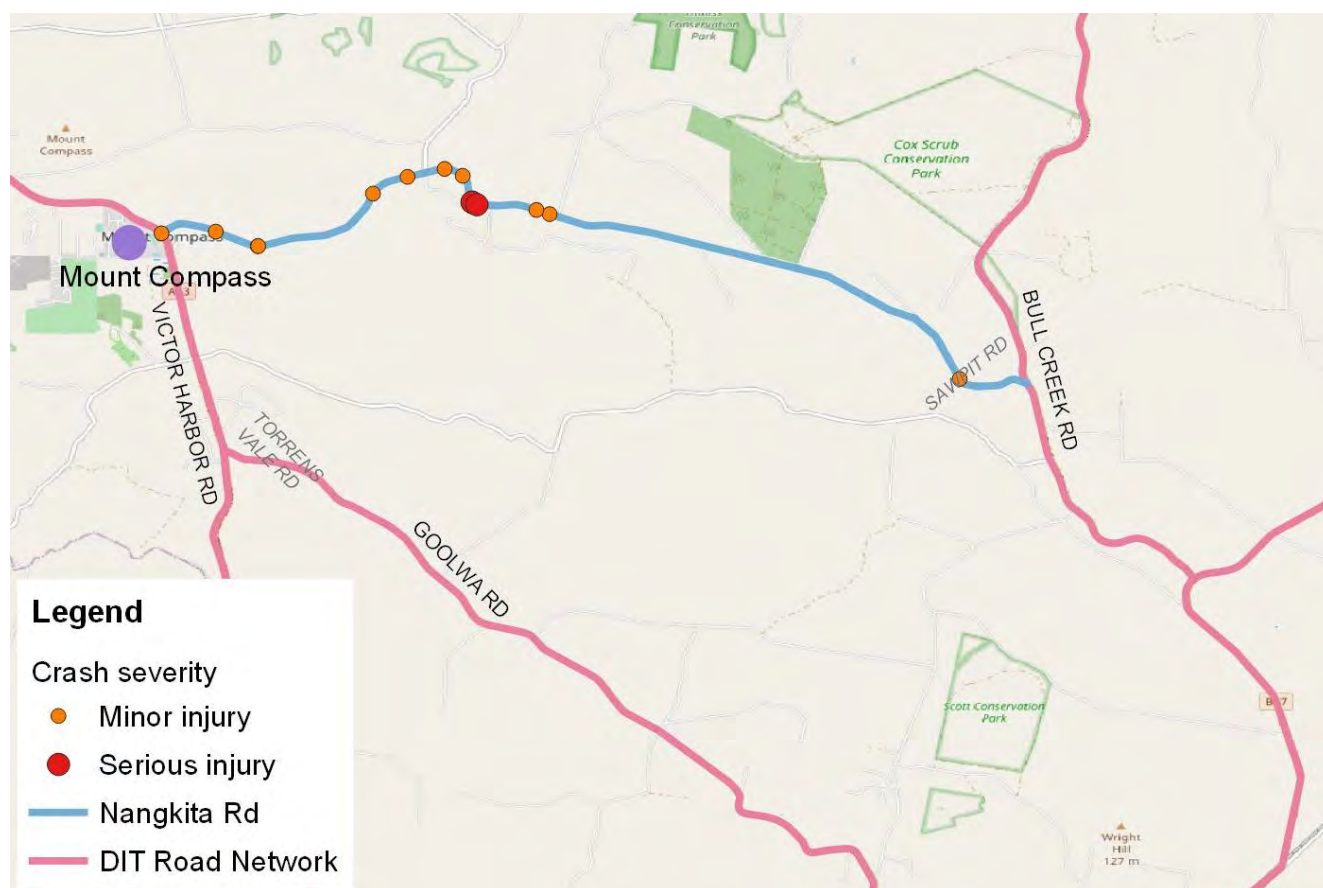 Conservation
Park
Mount
Compass
Cox Scrub
Conservation
Park
Mount Compass
Mount Compass
VICTOR HARBOR RD
SAWPIT RD
BULL CREEK RD
TORRENS
VALE RD
GOOLWA RD
Scott Conservation
Park
Wright
Hill
127 m
Legend
Crash severity
Minor injury
Serious injury
Nangkita Rd
DIT Road Network